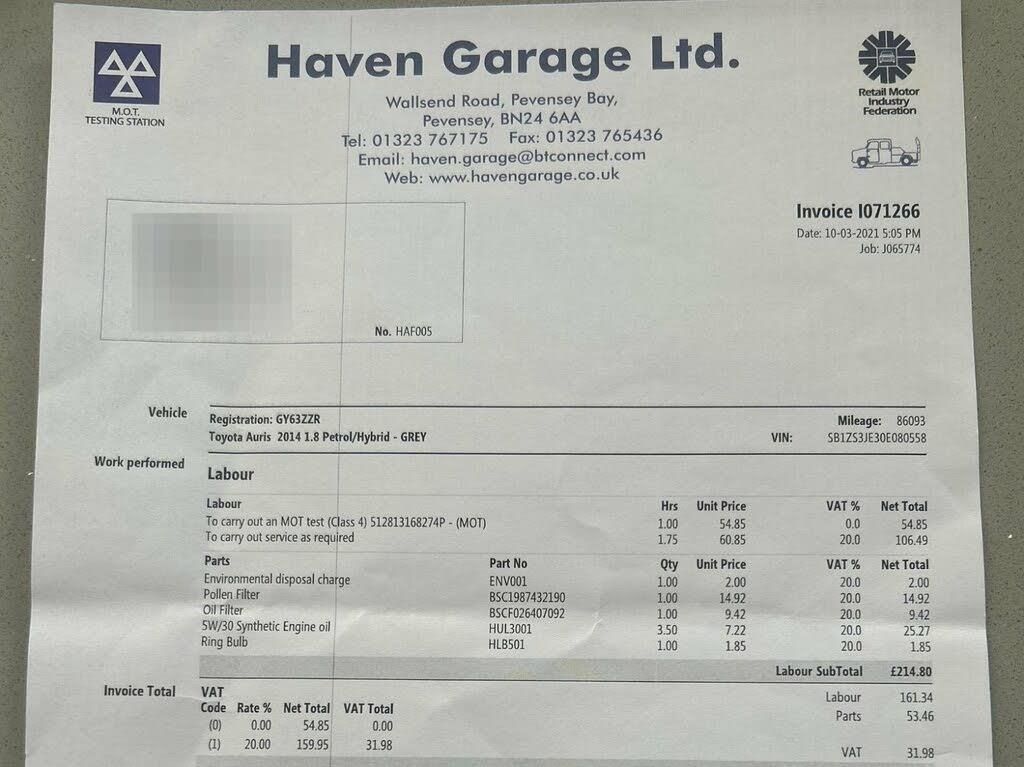 Haven Garage Ltd.
M.O.T.
TESTING STATION
Retail Motor
Industry
Federation
Wallsend Road, Pevensey Bay,
Pevensey, BN24 6AA
Tel: 01323 767175 Fax: 01323 765436
Email: haven.garage@btconnect.com
Web: www.havengarage.co.uk
Invoice I071266
Date: 10-03-2021 5:05 PM
Job: J065774
No. HAF005
Vehicle
Registration: GY63ZZR Mileage: 86093
Toyota Auris 2014 1.8 Petrol/Hybrid - GREY VIN: SB1ZS3JE30E080558
Work performed
Labour
Labour Hrs Unit Price VAT % Net Total
To carry out an MOT test (Class 4) 512813168274P - (MOT) 1.00 54.85 0.0 54.85
To carry out service as required 1.75 60.85 20.0 106.49
Parts Part No Qty Unit Price VAT % Net Total
Environmental disposal charge ENV001 1.00 2.00 20.0 2.00
Pollen Filter BSC1987432190 1.00 14.92 20.0 14.92
Oil Filter BSCF026407092 1.00 9.42 20.0 9.42
5W/30 Synthetic Engine oil HUL3001 3.50 7.22 20.0 25.27
Ring Bulb HLB501 1.00 1.85 20.0 1.85
Labour SubTotal £214.80
Invoice Total
VAT
Code Rate % Net Total VAT Total
(0) 0.00 54.85 0.00
(1) 20.00 159.95 31.98
Labour 161.34
Parts 53.46
VAT 31.98